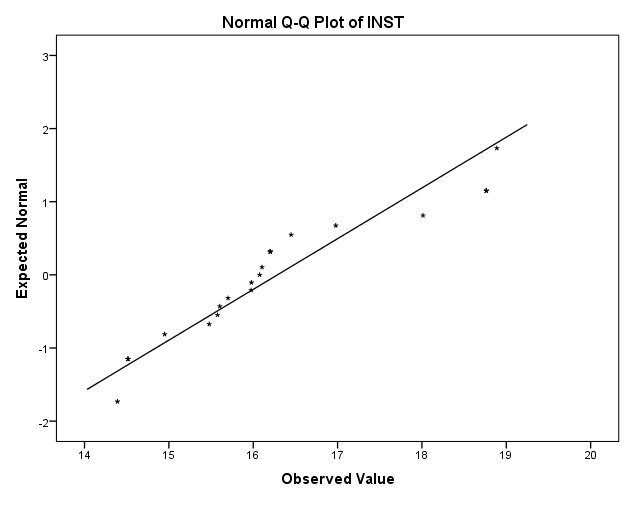 Normal Q-Q Plot of INST
3
2
1
0
-1
-2
Expected Normal
14 15 16 17 18 19 20
Observed Value